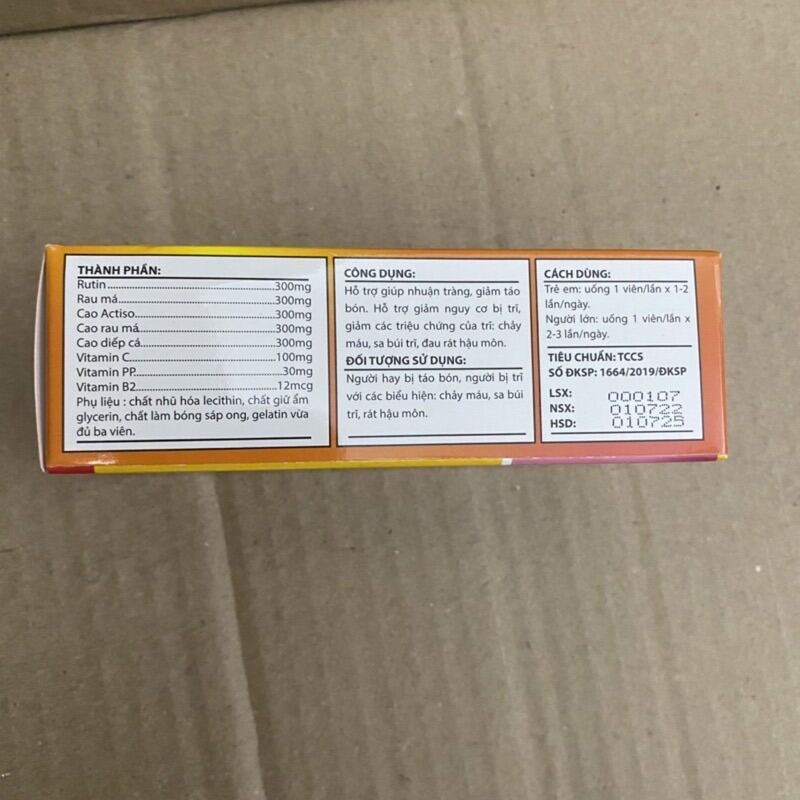 THÀNH PHẦN:
Rutin........300mg
Rau má........300mg
Cao Actiso........300mg
Cao rau má........300mg
Cao diếp cá........300mg
Vitamin C........100mg
Vitamin PP........30mg
Vitamin B2........12mcg
Phụ liệu : chất nhũ hóa lecithin, chất giữ ẩm
glycerin, chất làm bóng sáp ong, gelatin vừa
đủ ba viên.
CÔNG DỤNG:
Hỗ trợ giúp nhuận tràng, giảm táo
bón. Hỗ trợ giảm nguy cơ bị trĩ,
giảm các triệu chứng của trĩ: chảy
máu, sa búi trĩ, đau rát hậu môn.
ĐỐI TƯỢNG SỬ DỤNG:
Người hay bị táo bón, người bị trĩ
với các biểu hiện: chảy máu, sa búi
trĩ, rát hậu môn.
CÁCH DÙNG:
Trẻ em: uống 1 viên/lần x 1-2
lần/ngày.
Người lớn: uống 1 viên/lần x
2-3 lần/ngày.
TIÊU CHUẨN: TCCS
SỐ ĐKSP: 1664/2019/ĐKSP
LSX: 000107
NSX: 010722
HSD: 010725